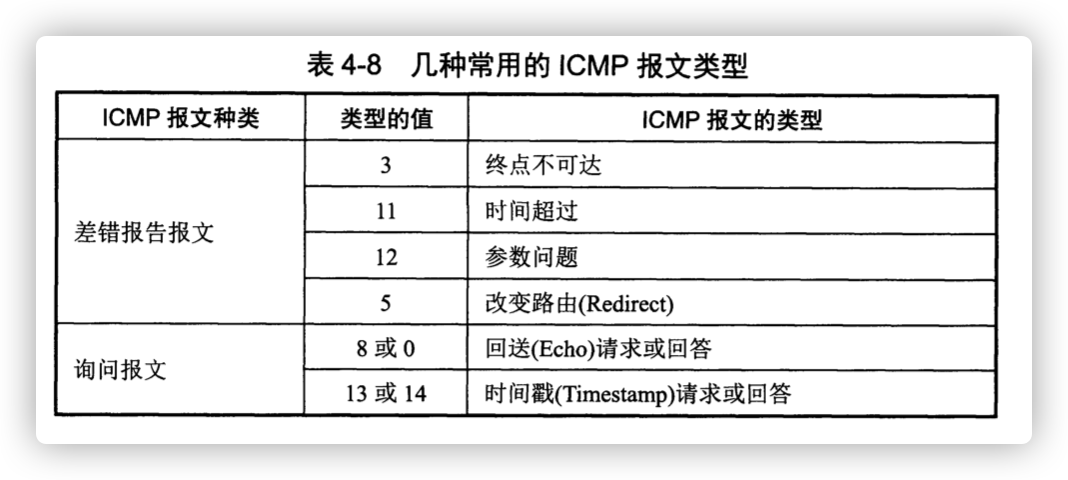 表 4-8 几种常用的 ICMP 报文类型
ICMP 报文种类 类型的值 ICMP 报文的类型
差错报告报文 3 终点不可达
11 时间超过
12 参数问题
5 改变路由(Redirect)
询问报文 8 或 0 回送(Echo)请求或回答
13 或 14 时间戳(Timestamp)请求或回答